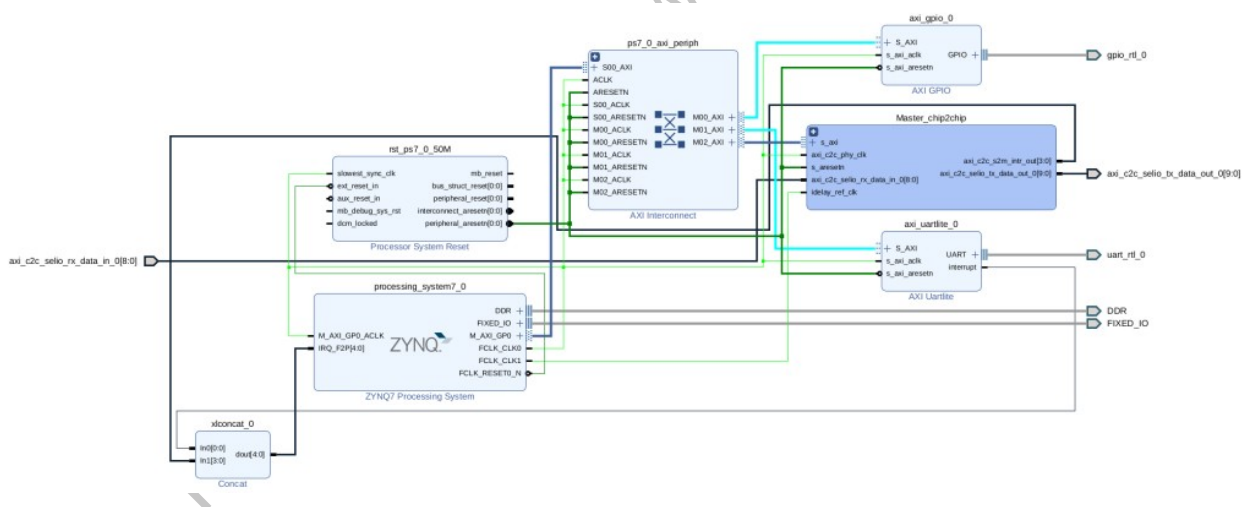 axi_gpio_0
S_AXI
s_axi_aclk
s_axi_aresetn
GPIO
AXI GPIO
gpio_rtl_0
ps7_0_axi_periph
S00_AXI
ACLK
ARESETN
S00_ACLK
S00_ARESETN
M00_ACLK
M00_ARESETN
M01_ACLK
M01_ARESETN
M02_ACLK
M02_ARESETN
M00_AXI
M01_AXI
M02_AXI
AXI Interconnect
Master_chip2chip
s_axi
axi_c2c_phy_clk
s_aresetn
axi_c2c_selio_rx_data_in_0[8:0]
idelay_ref_clk
axi_c2c_s2m_intr_out[3:0]
axi_c2c_selio_tx_data_out_0[9:0]
axi_c2c_selio_tx_data_out_0[9:0]
rst_ps7_0_50M
slowest_sync_clk
ext_reset_in
aux_reset_in
mb_debug_sys_rst
dcm_locked
mb_reset
bus_struct_reset[0:0]
peripheral_reset[0:0]
interconnect_aresetn[0:0]
peripheral_aresetn[0:0]
Processor System Reset
axi_uartlite_0
S_AXI
s_axi_aclk
s_axi_aresetn
UART
interrupt
AXI Uartlite
uart_rtl_0
axi_c2c_selio_rx_data_in_0[8:0]
processing_system7_0
M_AXI_GP0_ACLK
IRQ_F2P[4:0]
ZYNQ
DDR
FIXED_IO
M_AXI_GP0
FCLK_CLK0
FCLK_CLK1
FCLK_RESET0_N
ZYNQ7 Processing System
DDR
FIXED_IO
xlconcat_0
In0[0:0]
In1[3:0]
dout[4:0]
Concat